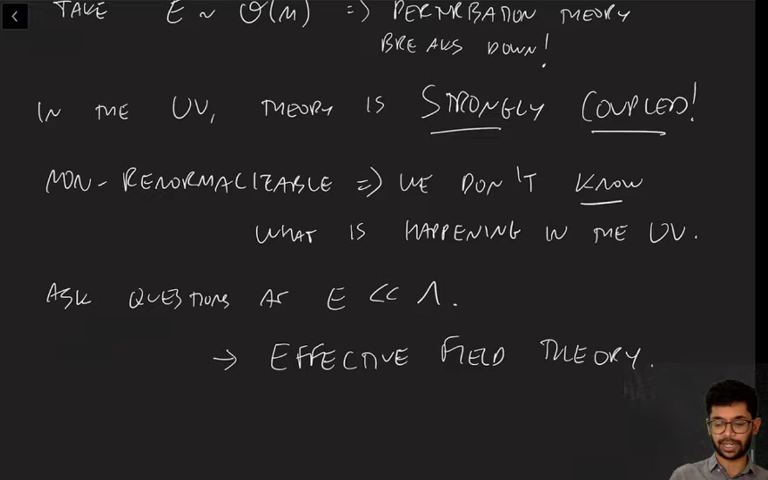 TAKE E ~ O(M) => PERTURBATION THEORY
BREAKS DOWN!
IN THE UV, THEORY IS STRONGLY COUPLED!
NON-RENORMALIZABLE => WE DON'T KNOW
WHAT IS HAPPENING IN THE UV.
ASK QUESTIONS AT E << Λ.
→ EFFECTIVE FIELD THEORY.